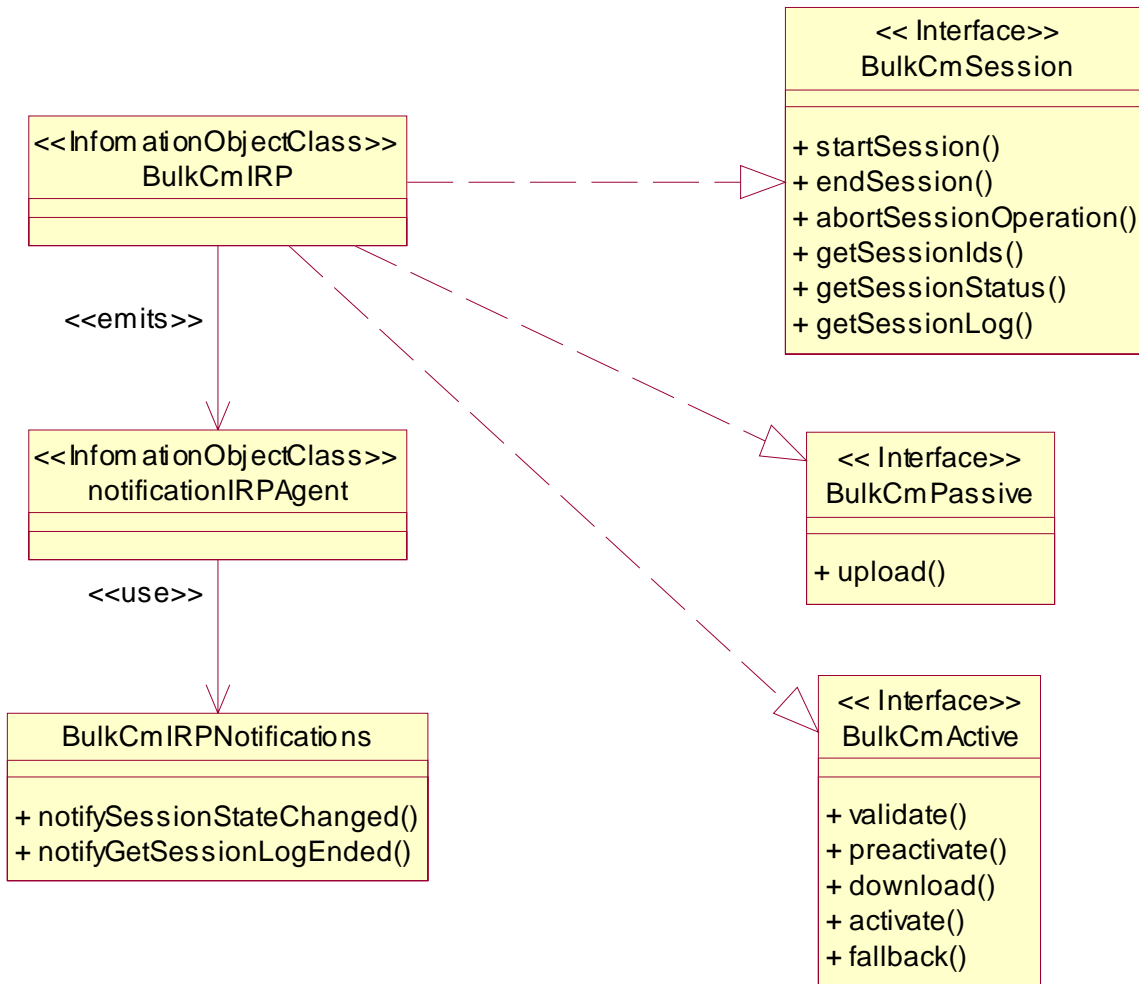 <<InfomationObjectClass>>
BulkCmIRP
<<emits>>
<<InfomationObjectClass>>
notificationIRPAgent
<<use>>
BulkCmIRPNotifications
+ notifySessionStateChanged()
+ notifyGetSessionLogEnded()
<< Interface>>
BulkCmSession
+ startSession()
+ endSession()
+ abortSessionOperation()
+ getSessionIds()
+ getSessionStatus()
+ getSessionLog()
<< Interface>>
BulkCmPassive
+ upload()
<< Interface>>
BulkCmActive
+ validate()
+ preactivate()
+ download()
+ activate()
+ fallback()